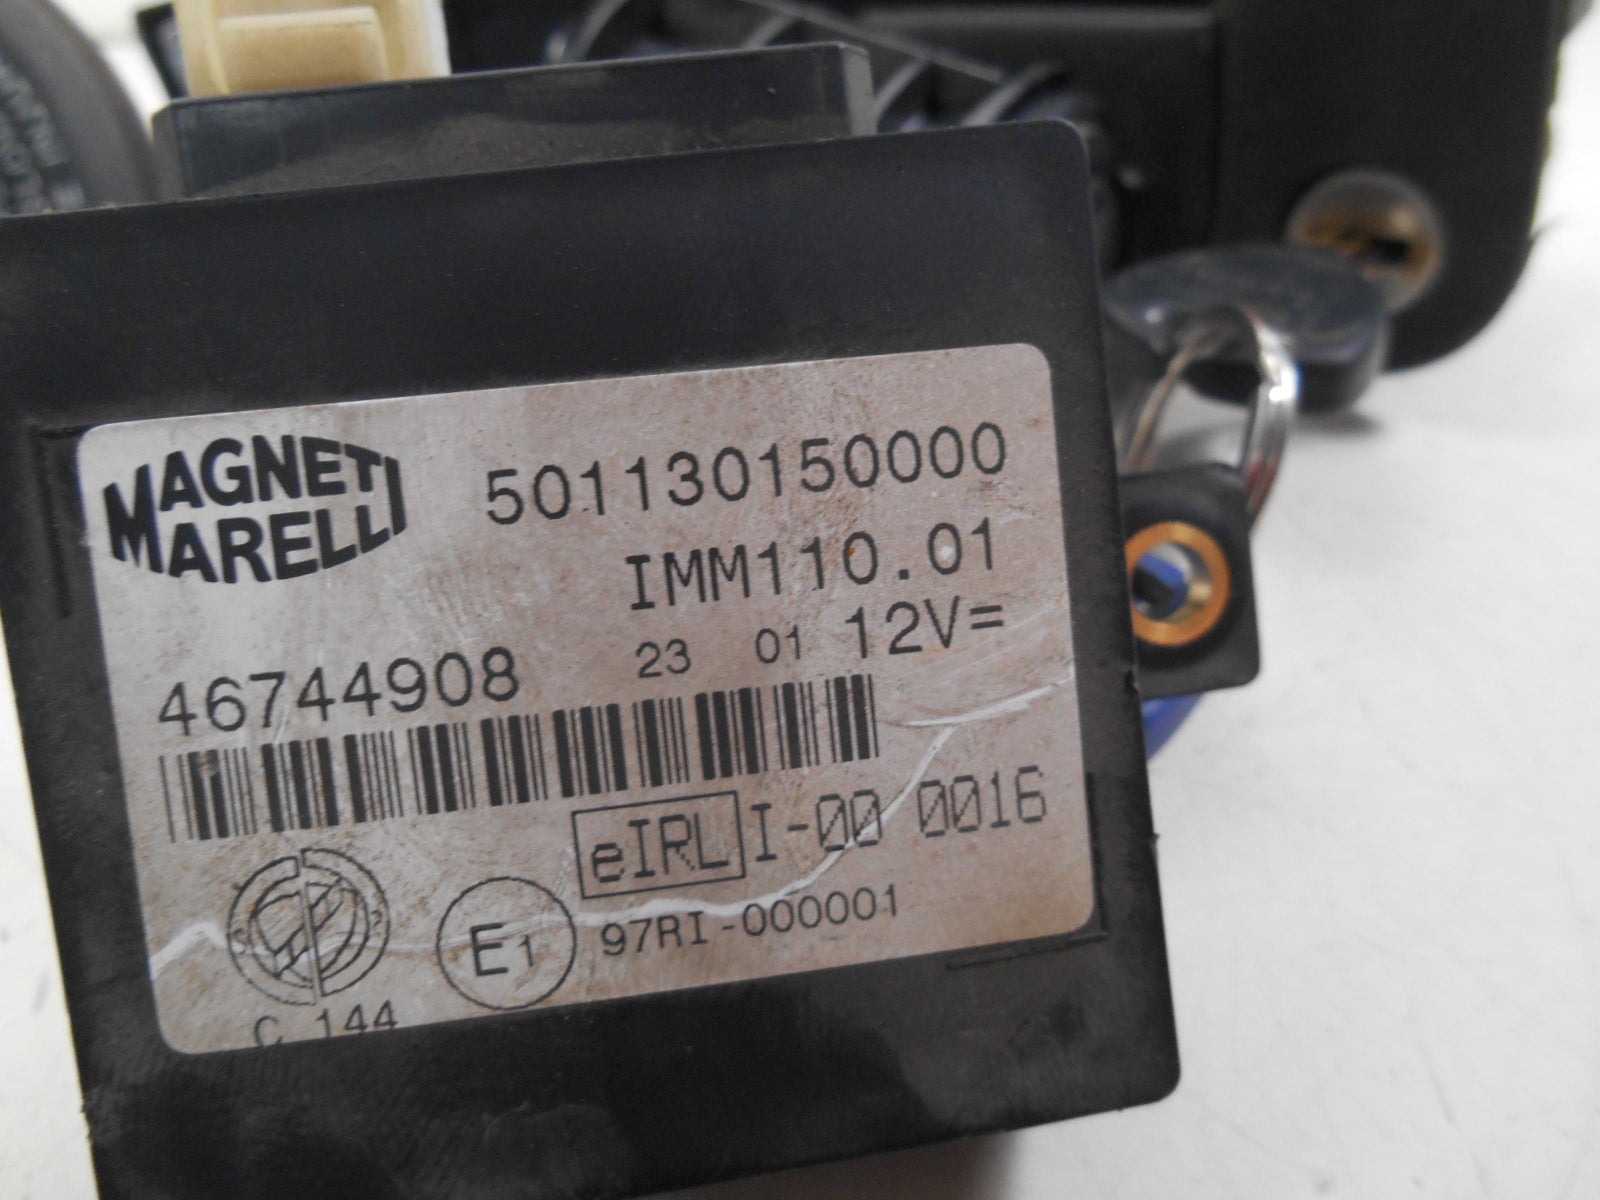 MAGNETI
MARELLI
501130150000
IMM110.01
46744908 23 01 12V=
eIRL I-00 0016
E1 97RI-000001
C 144